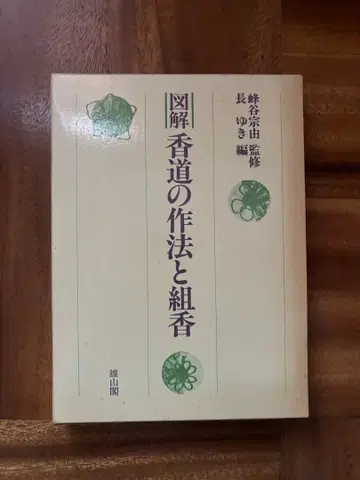 蜂谷宗由 監修
長 ゆき 編
図解 香道の作法と組香
雄山閣